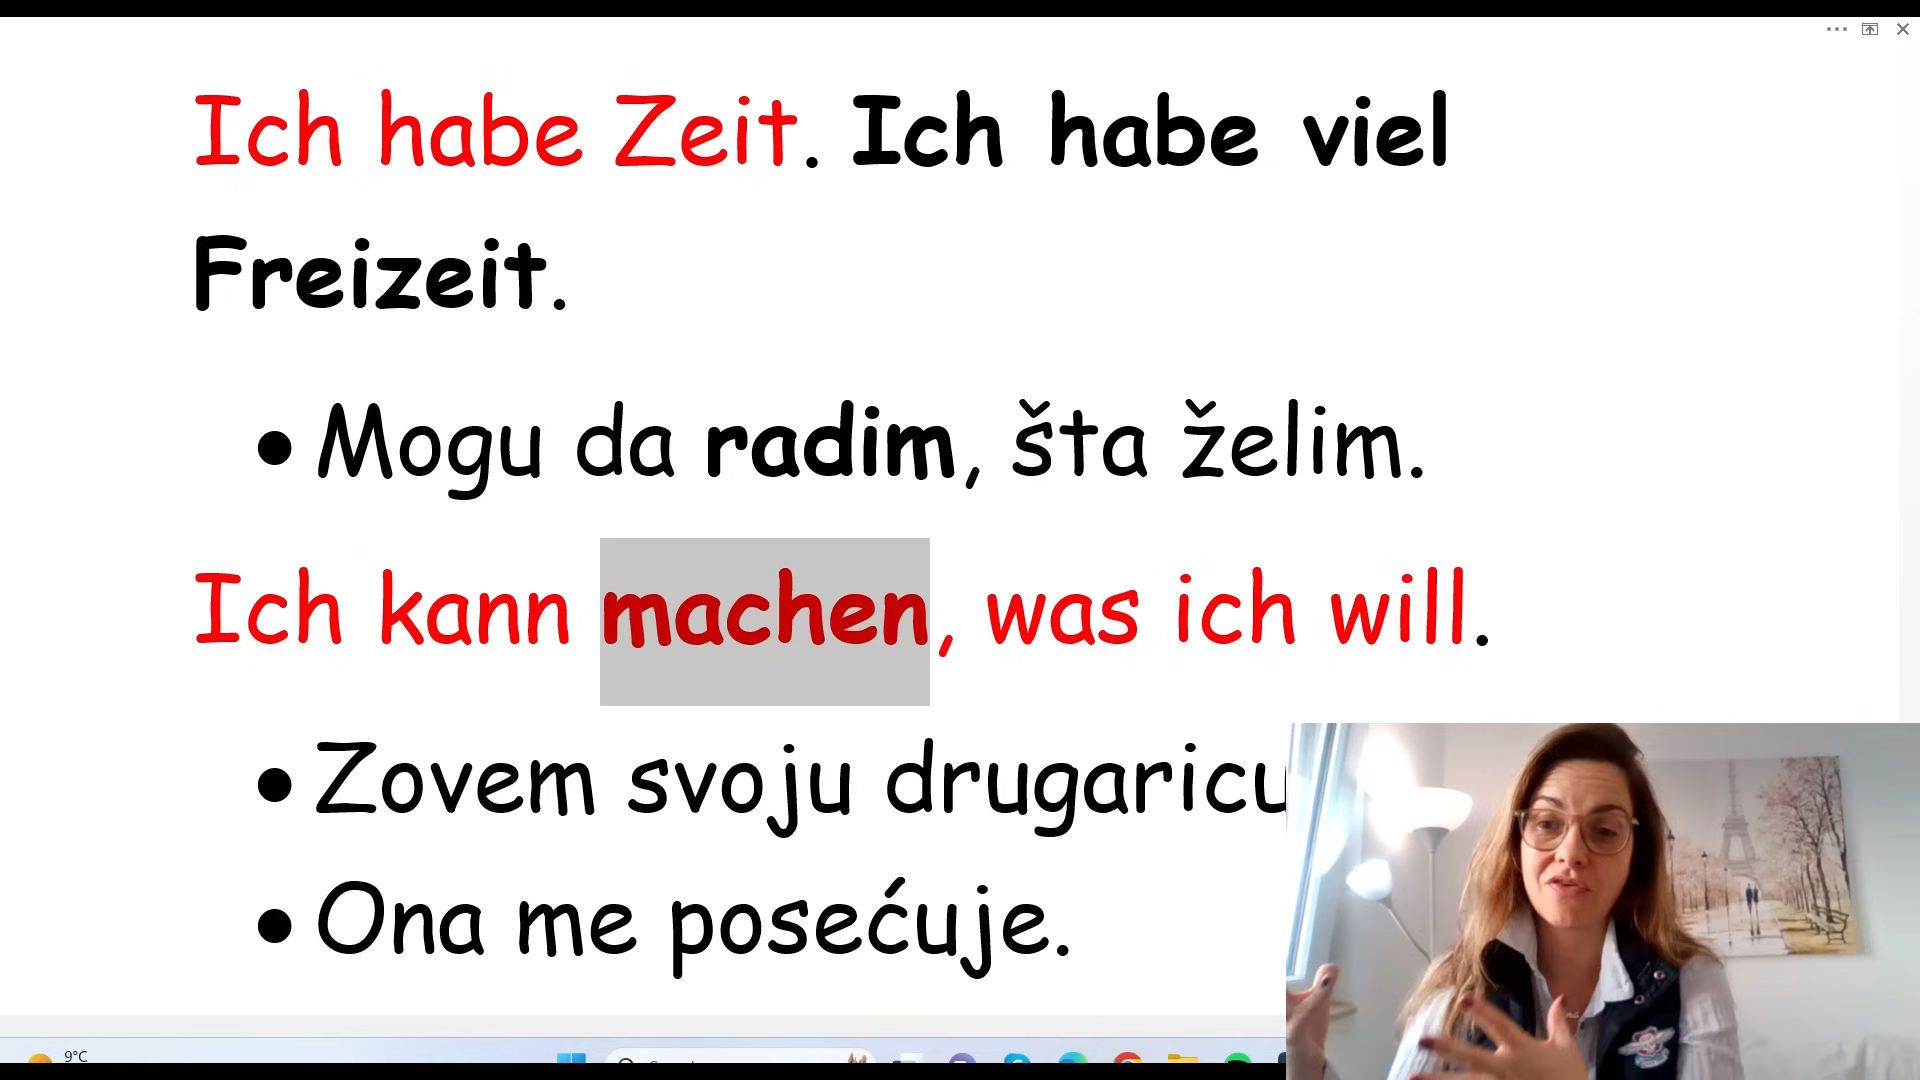 Ich habe Zeit. Ich habe viel
Freizeit.
• Mogu da radim, šta želim.
Ich kann machen, was ich will.
• Zovem svoju drugaricu
• Ona me posećuje.
9°C